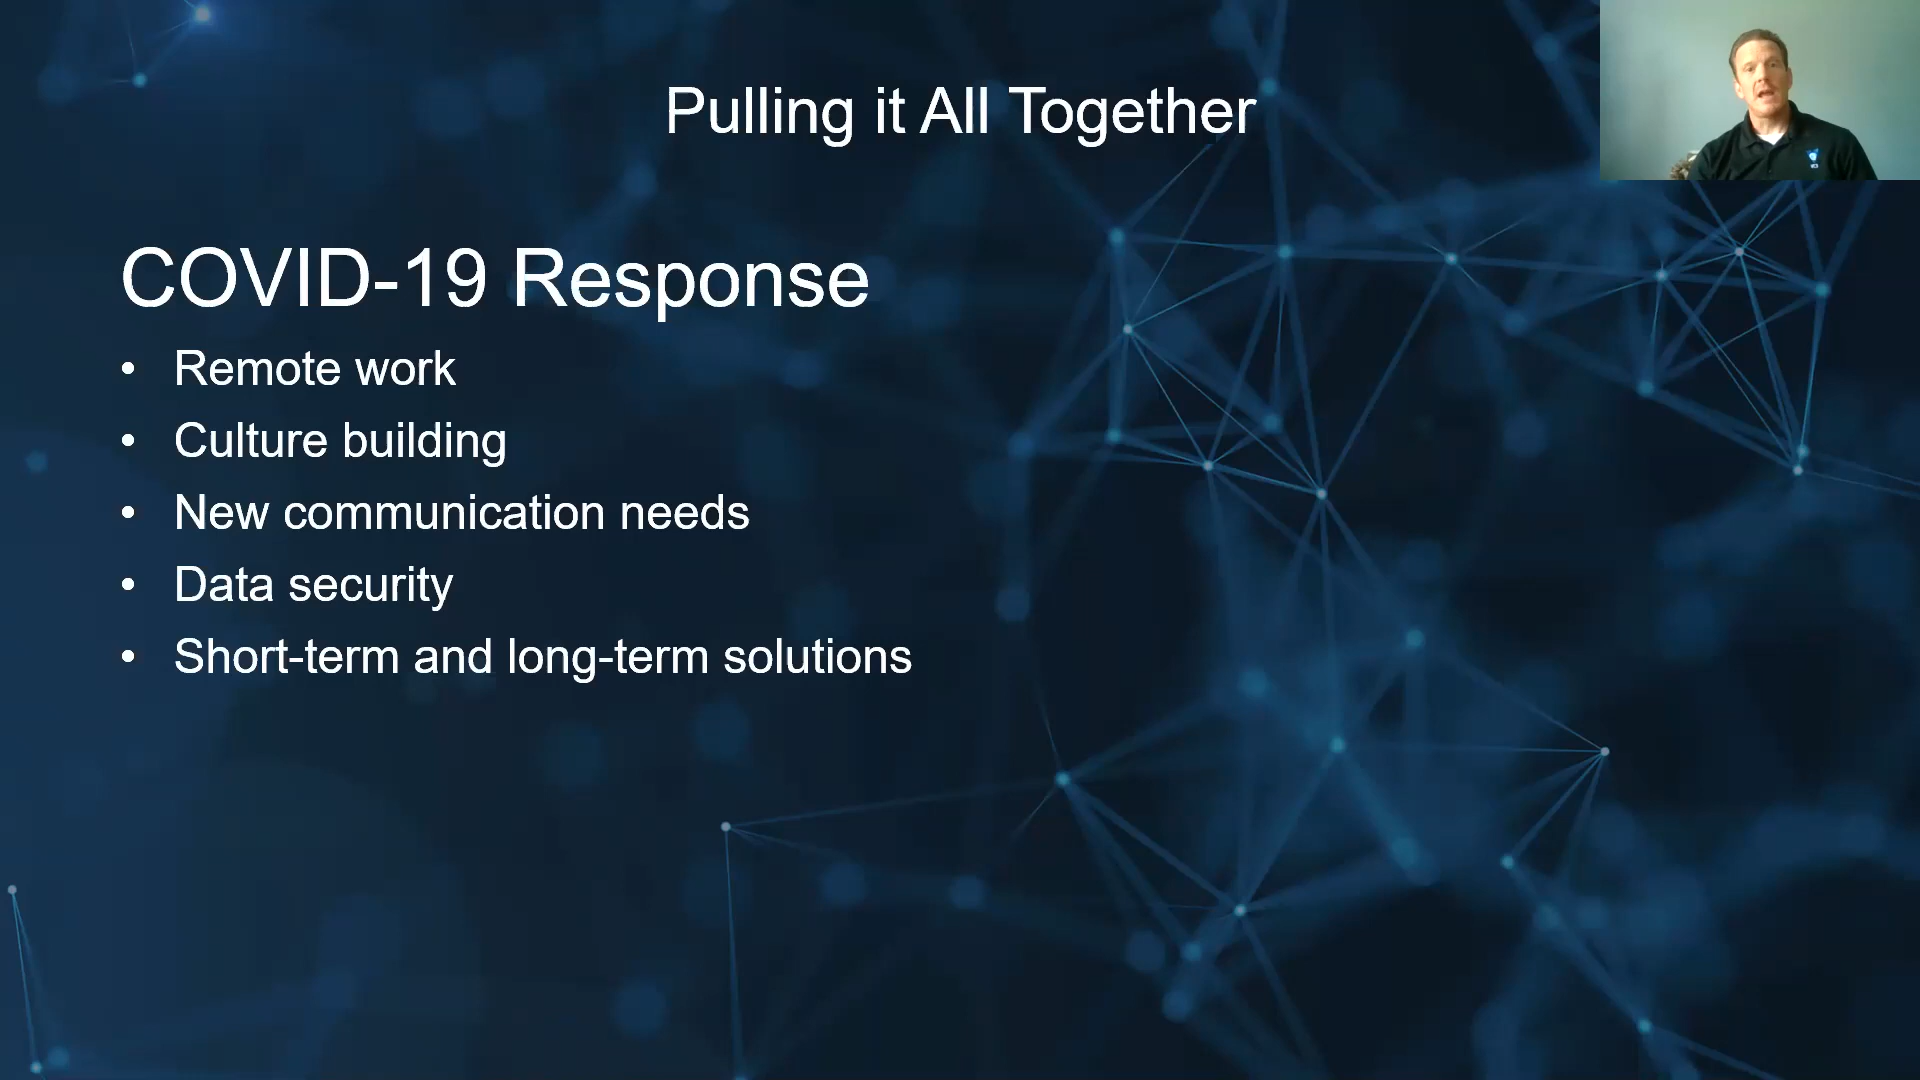 Pulling it All Together
COVID-19 Response
• Remote work
• Culture building
• New communication needs
• Data security
• Short-term and long-term solutions